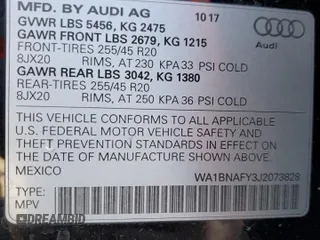 MFD. BY AUDI AG 10 17
GVWR LBS 5456, KG 2475
GAWR FRONT LBS 2679, KG 1215
FRONT-TIRES 255/45 R20
8JX20 RIMS, AT 230 KPA 33 PSI COLD
GAWR REAR LBS 3042, KG 1380
REAR-TIRES 255/45 R20
8JX20 RIMS, AT 250 KPA 36 PSI COLD
Audi
THIS VEHICLE CONFORMS TO ALL APPLICABLE
U.S. FEDERAL MOTOR VEHICLE SAFETY AND
THEFT PREVENTION STANDARDS IN EFFECT ON
THE DATE OF MANUFACTURE SHOWN ABOVE.
MEXICO WA1BNAFY3J2073828
TYPE:
MPV
DREAMBID